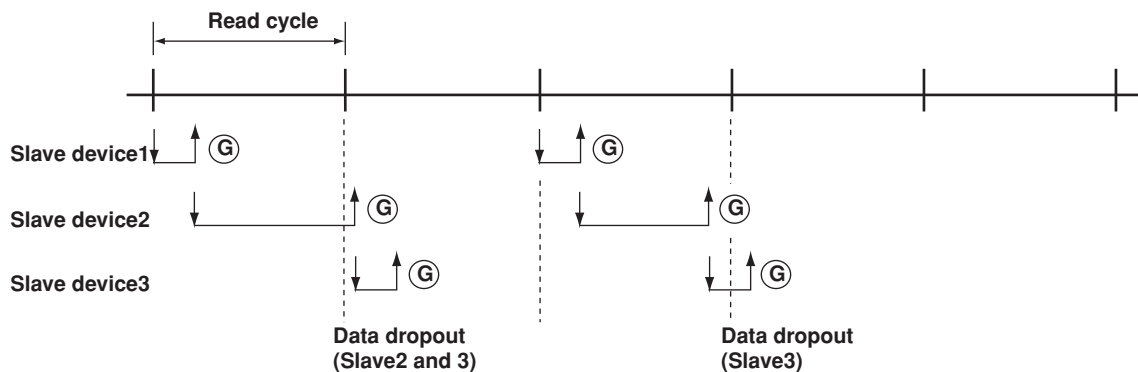 Read cycle
Slave device1 G G
Slave device2 G G
Slave device3 G G
Data dropout
(Slave2 and 3)
Data dropout
(Slave3)